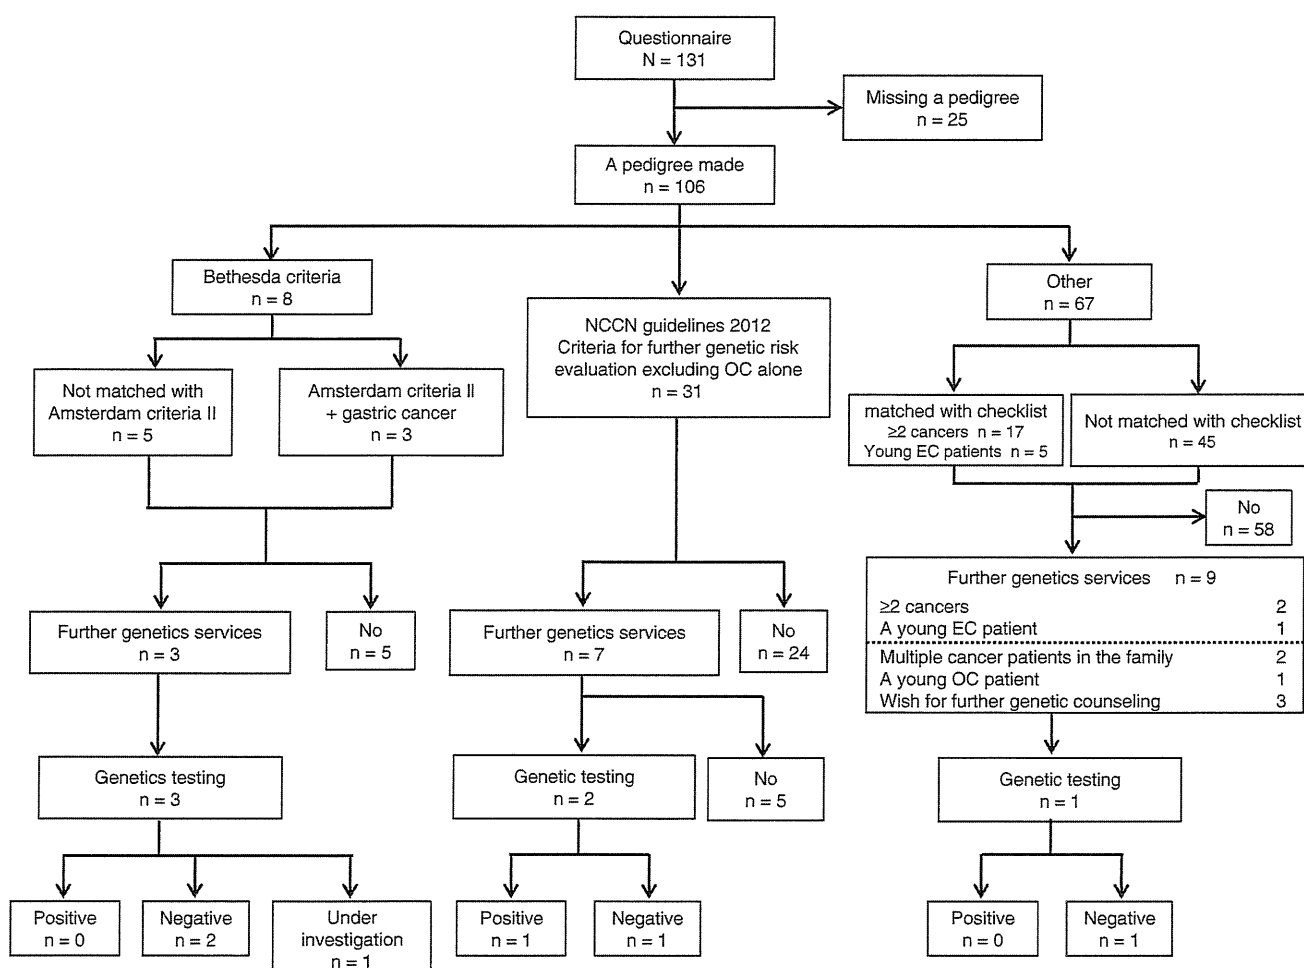 Questionnaire
N = 131
Missing a pedigree
n = 25
A pedigree made
n = 106
Bethesda criteria
n = 8
Not matched with
Amsterdam criteria II
n = 5
Amsterdam criteria II
+ gastric cancer
n = 3
Further genetics services
n = 3
No
n = 5
Genetics testing
n = 3
Positive
n = 0
Negative
n = 2
Under
investigation
n = 1
NCCN guidelines 2012
Criteria for further genetic risk
evaluation excluding OC alone
n = 31
Further genetics services
n = 7
No
n = 24
Genetic testing
n = 2
No
n = 5
Positive
n = 1
Negative
n = 1
Other
n = 67
matched with checklist
≥2 cancers n = 17
Young EC patients n = 5
Not matched with checklist
n = 45
No
n = 58
Further genetics services n = 9
≥2 cancers 2
A young EC patient 1
Multiple cancer patients in the family 2
A young OC patient 1
Wish for further genetic counseling 3
Genetic testing
n = 1
Positive
n = 0
Negative
n = 1